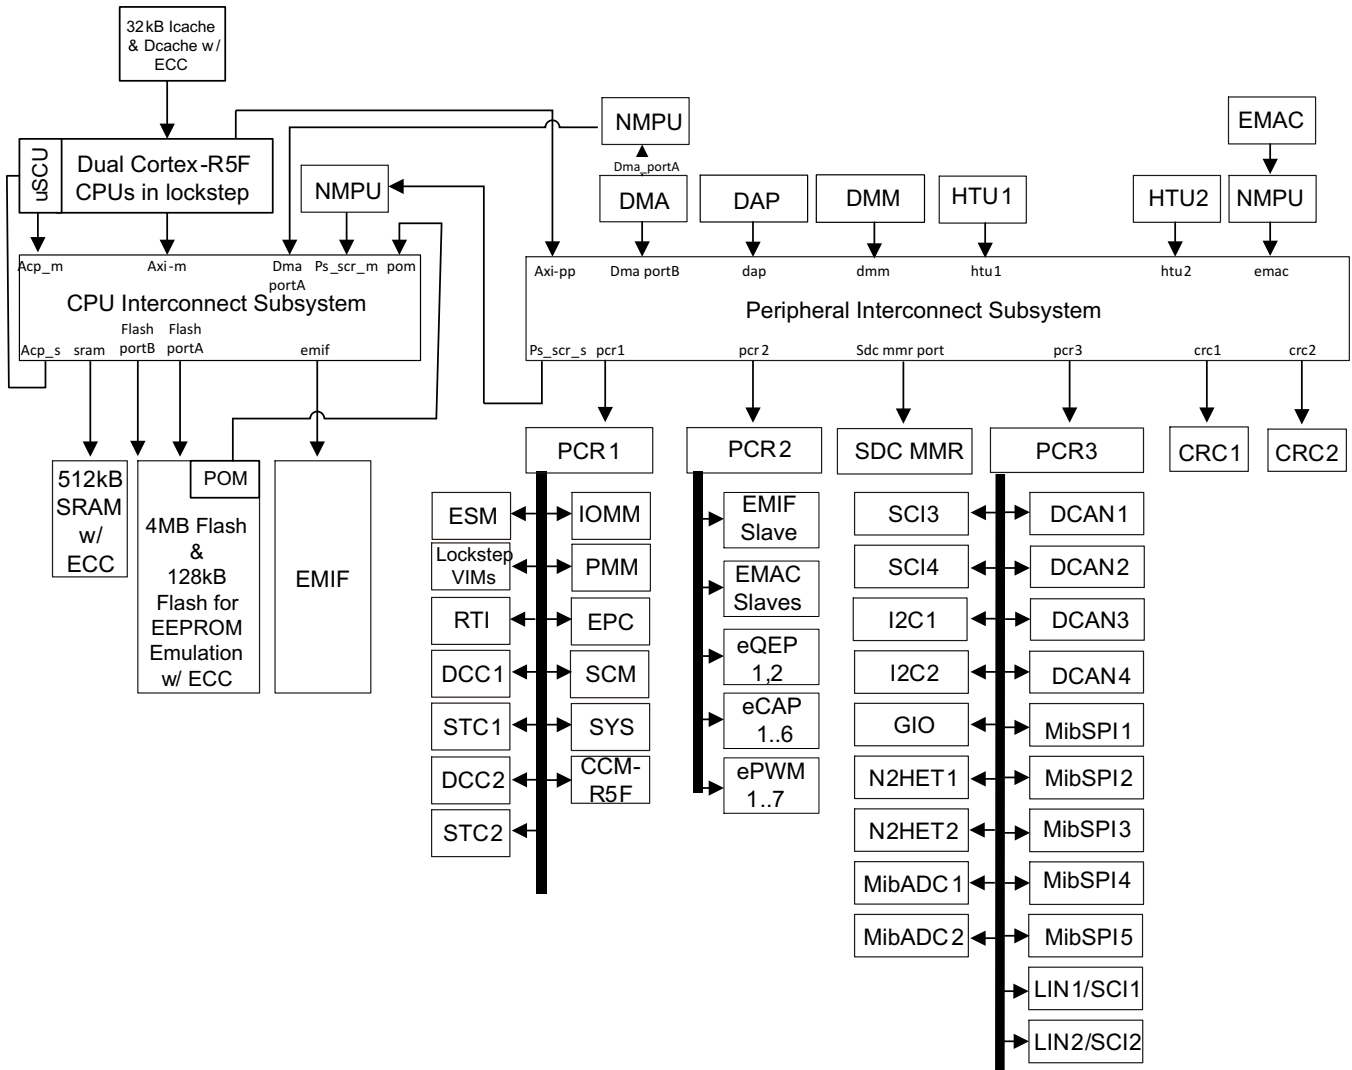 32kB Icache
& Dcache w/
ECC
uSCU
Dual Cortex-R5F
CPUs in lockstep
NMPU
NMPU
Dma_portA
DMA
DAP
DMM
HTU1
HTU2
EMAC
NMPU
Acp_m
Axi-m
Dma
portA
Ps_scr_m
pom
CPU Interconnect Subsystem
Flash
portB
Flash
portA
Acp_s
sram
emif
Axi-pp
Dma portB
dap
dmm
htu1
htu2
emac
Peripheral Interconnect Subsystem
Ps_scr_s
pcr1
pcr2
Sdc mmr port
pcr3
crc1
crc2
512kB
SRAM
w/
ECC
POM
4MB Flash
&
128kB
Flash for
EEPROM
Emulation
w/ ECC
EMIF
PCR1
PCR2
SDC MMR
PCR3
CRC1
CRC2
ESM
IOMM
Lockstep
VIMs
PMM
RTI
EPC
DCC1
SCM
STC1
SYS
DCC2
CCM-
R5F
STC2
EMIF
Slave
EMAC
Slaves
eQEP
1,2
eCAP
1..6
ePWM
1..7
SCI3
DCAN1
SCI4
DCAN2
I2C1
DCAN3
I2C2
DCAN4
GIO
MibSPI1
N2HET1
MibSPI2
N2HET2
MibSPI3
MibADC1
MibSPI4
MibADC2
MibSPI5
LIN1/SCI1
LIN2/SCI2